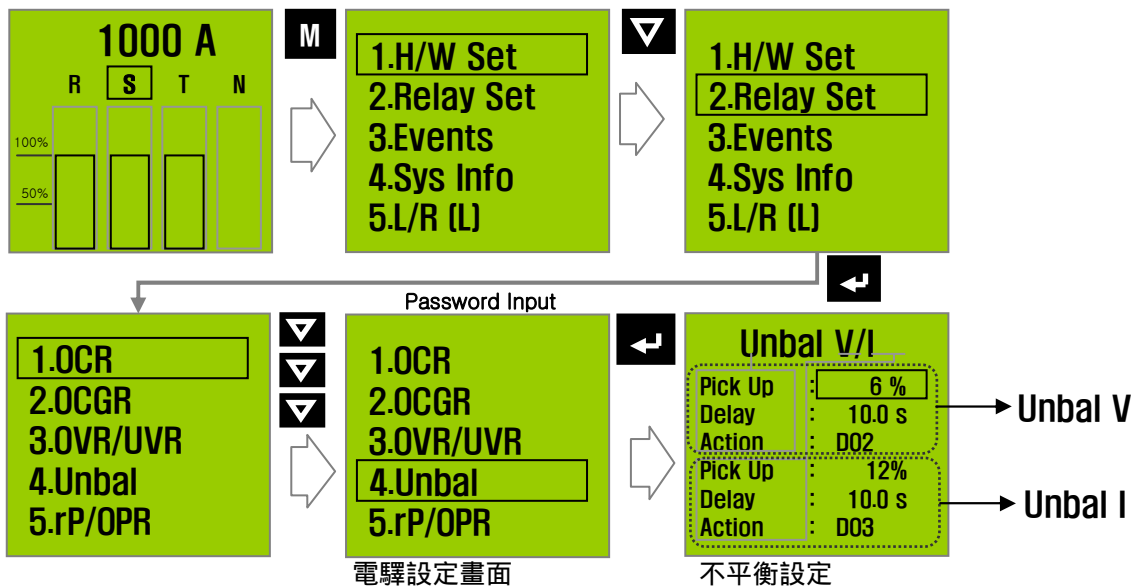 1000 A
R S T N
100%
50%
M
1.H/W Set
2.Relay Set
3.Events
4.Sys Info
5.L/R (L)
1.H/W Set
2.Relay Set
3.Events
4.Sys Info
5.L/R (L)
Password Input
1.OCR
2.OCGR
3.OVR/UVR
4.Unbal
5.rP/OPR
1.OCR
2.OCGR
3.OVR/UVR
4.Unbal
5.rP/OPR
電驛設定畫面
Unbal V/I
Pick Up : 6 %
Delay : 10.0 s
Action : DO2
Pick Up : 12%
Delay : 10.0 s
Action : DO3
不平衡設定
Unbal V
Unbal I